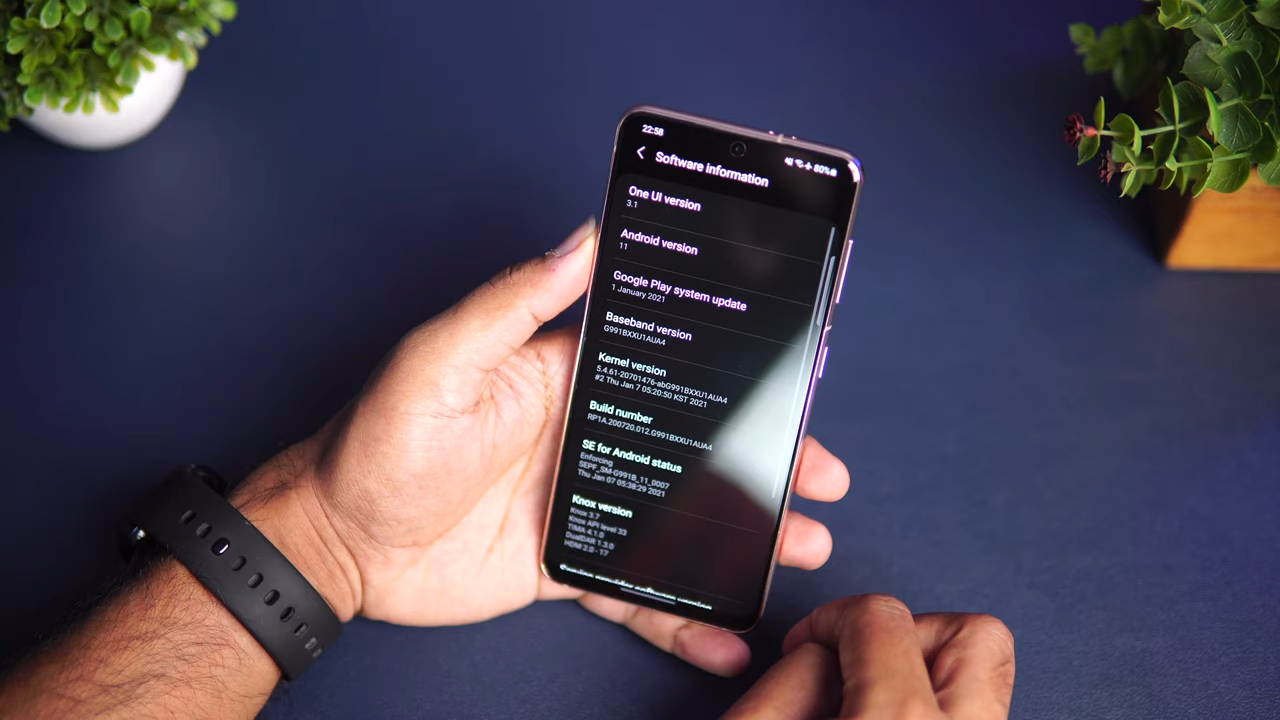 22:58
80%
Software information
One UI version
3.1
Android version
11
Google Play system update
1 January 2021
Baseband version
G991BXXU1AUA4
Kernel version
5.4.61-20701476-abG991BXXU1AUA4
#2 Thu Jan 7 05:20:50 KST 2021
Build number
RP1A.200720.012.G991BXXU1AUA4
SE for Android status
Enforcing
SEPF_SM-G991B_11_0007
Thu Jan 07 05:38:29 2021
Knox version
Knox 3.7
Knox API level 33
TIMA 4.1.0
DualDAR 1.3.0
HDM 2.0 - 17